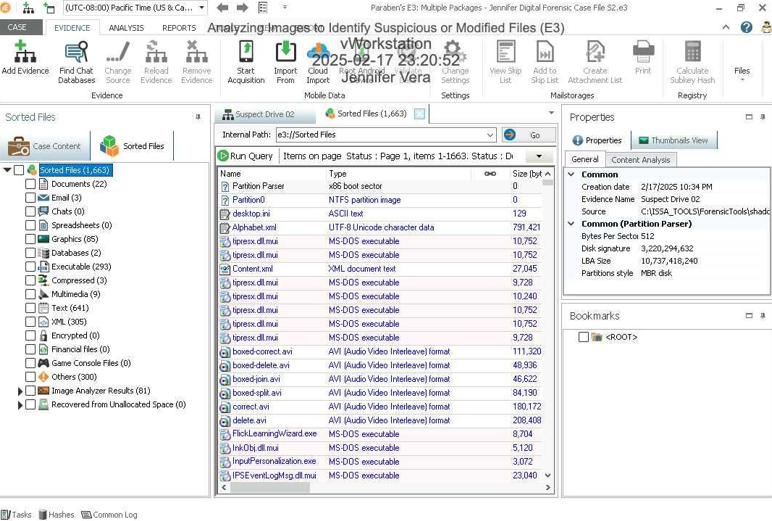 (UTC-08:00) Pacific Time (US & Ca...
Paraben's E3: Multiple Packages - Jennifer Digital Forensic Case File S2.e3
CASE
EVIDENCE
ANALYSIS
REPORTS
Analyzing Images to Identify Suspicious or Modified Files (E3)
vWorkstation
2025-02-17 23:20:52
Jennifer Vera
Add Evidence
Find Chat Databases
Change Source
Reload Evidence
Remove Evidence
Evidence
Start Acquisition
Import From
Cloud Import
Root Android
Mobile Data
Change Settings
Settings
View Skip List
Add to Skip List
Create Attachment List
Print
Mailstorages
Calculate Subkey Hash
Registry
Files
Sorted Files
Case Content
Sorted Files
Sorted Files (1,663)
Documents (22)
Email (3)
Chats (0)
Spreadsheets (0)
Graphics (85)
Databases (2)
Executable (293)
Compressed (3)
Multimedia (9)
Text (641)
XML (305)
Encrypted (0)
Financial files (0)
Game Console Files (0)
Others (300)
Image Analyzer Results (81)
Recovered from Unallocated Space (0)
Suspect Drive 02
Sorted Files (1,663)
Internal Path: e3://Sorted Files
Go
Run Query
Items on page Status : Page 1, items 1-1663. Status : De
Name Type Size (byt
Partition Parser x86 boot sector 0
Partition0 NTFS partition image 0
desktop.ini ASCII text 129
Alphabet.xml UTF-8 Unicode character data 791,421
tipresx.dll.mui MS-DOS executable 10,752
tipresx.dll.mui MS-DOS executable 10,752
Content.xml XML document text 27,045
tipresx.dll.mui MS-DOS executable 9,728
tipresx.dll.mui MS-DOS executable 10,240
tipresx.dll.mui MS-DOS executable 10,752
tipresx.dll.mui MS-DOS executable 10,752
tipresx.dll.mui MS-DOS executable 9,728
boxed-correct.avi AVI (Audio Video Interleave) format 111,320
boxed-delete.avi AVI (Audio Video Interleave) format 48,936
boxed-join.avi AVI (Audio Video Interleave) format 46,622
boxed-split.avi AVI (Audio Video Interleave) format 84,190
correct.avi AVI (Audio Video Interleave) format 180,172
delete.avi AVI (Audio Video Interleave) format 208,408
FlickLearningWizard.exe MS-DOS executable 8,704
InkObj.dll.mui MS-DOS executable 5,120
InputPersonalization.exe MS-DOS executable 3,072
IPSEventLogMsg.dll.mui MS-DOS executable 23,040
Properties
Properties
Thumbnails View
General
Content Analysis
Common
Creation date 2/17/2025 10:34 PM
Evidence Name Suspect Drive 02
Source C:\ISSA_TOOLS\ForensicTools\shadc
Common (Partition Parser)
Bytes Per Sector 512
Disk signature 3,220,294,632
LBA Size 10,737,418,240
Partitions style MBR disk
Bookmarks
<ROOT>
Tasks
Hashes
Common Log